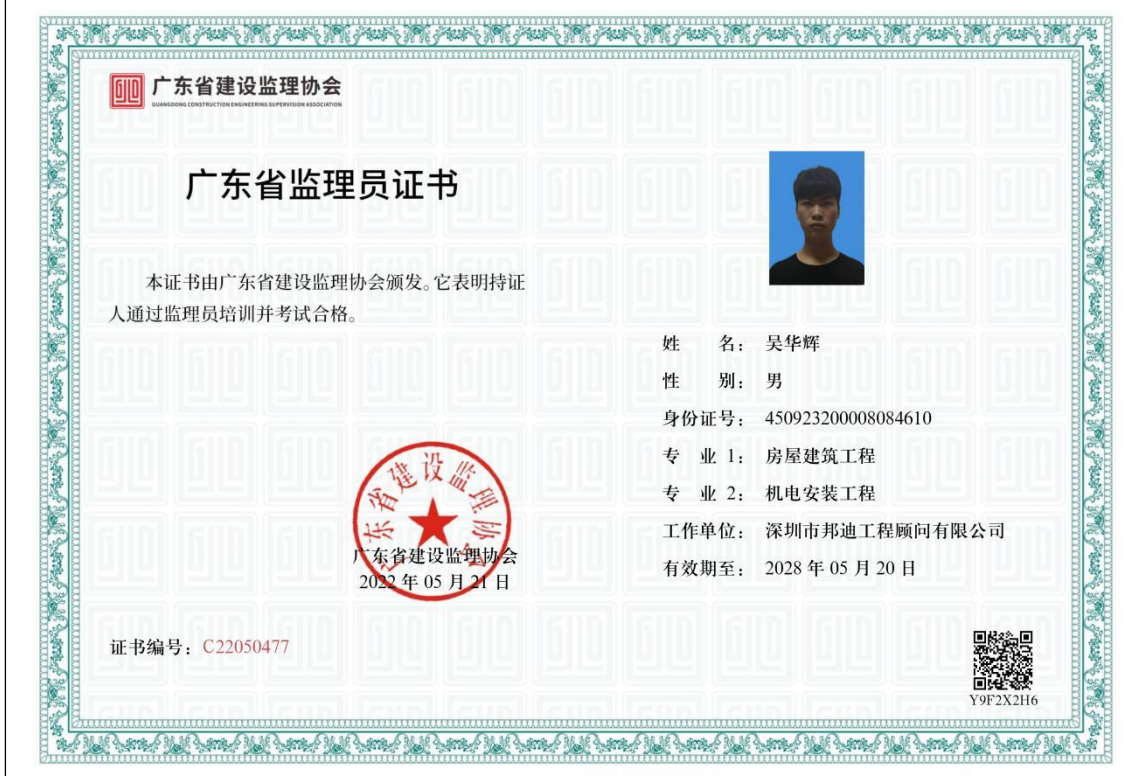 广东省建设监理协会
GUANGDONG CONSTRUCTION ENGINEERING SUPERVISION ASSOCIATION
广东省监理员证书
本证书由广东省建设监理协会颁发。它表明持证
人通过监理员培训并考试合格。
姓 名： 吴华辉
性 别： 男
身份证号： 450923200008084610
专 业 1： 房屋建筑工程
专 业 2： 机电安装工程
工作单位： 深圳市邦迪工程顾问有限公司
有效期至： 2028 年 05 月 20 日
广东省建设监理协会
广东省建设监理协会
2022 年 05 月 21 日
证书编号：C22050477
Y9F2X2H6